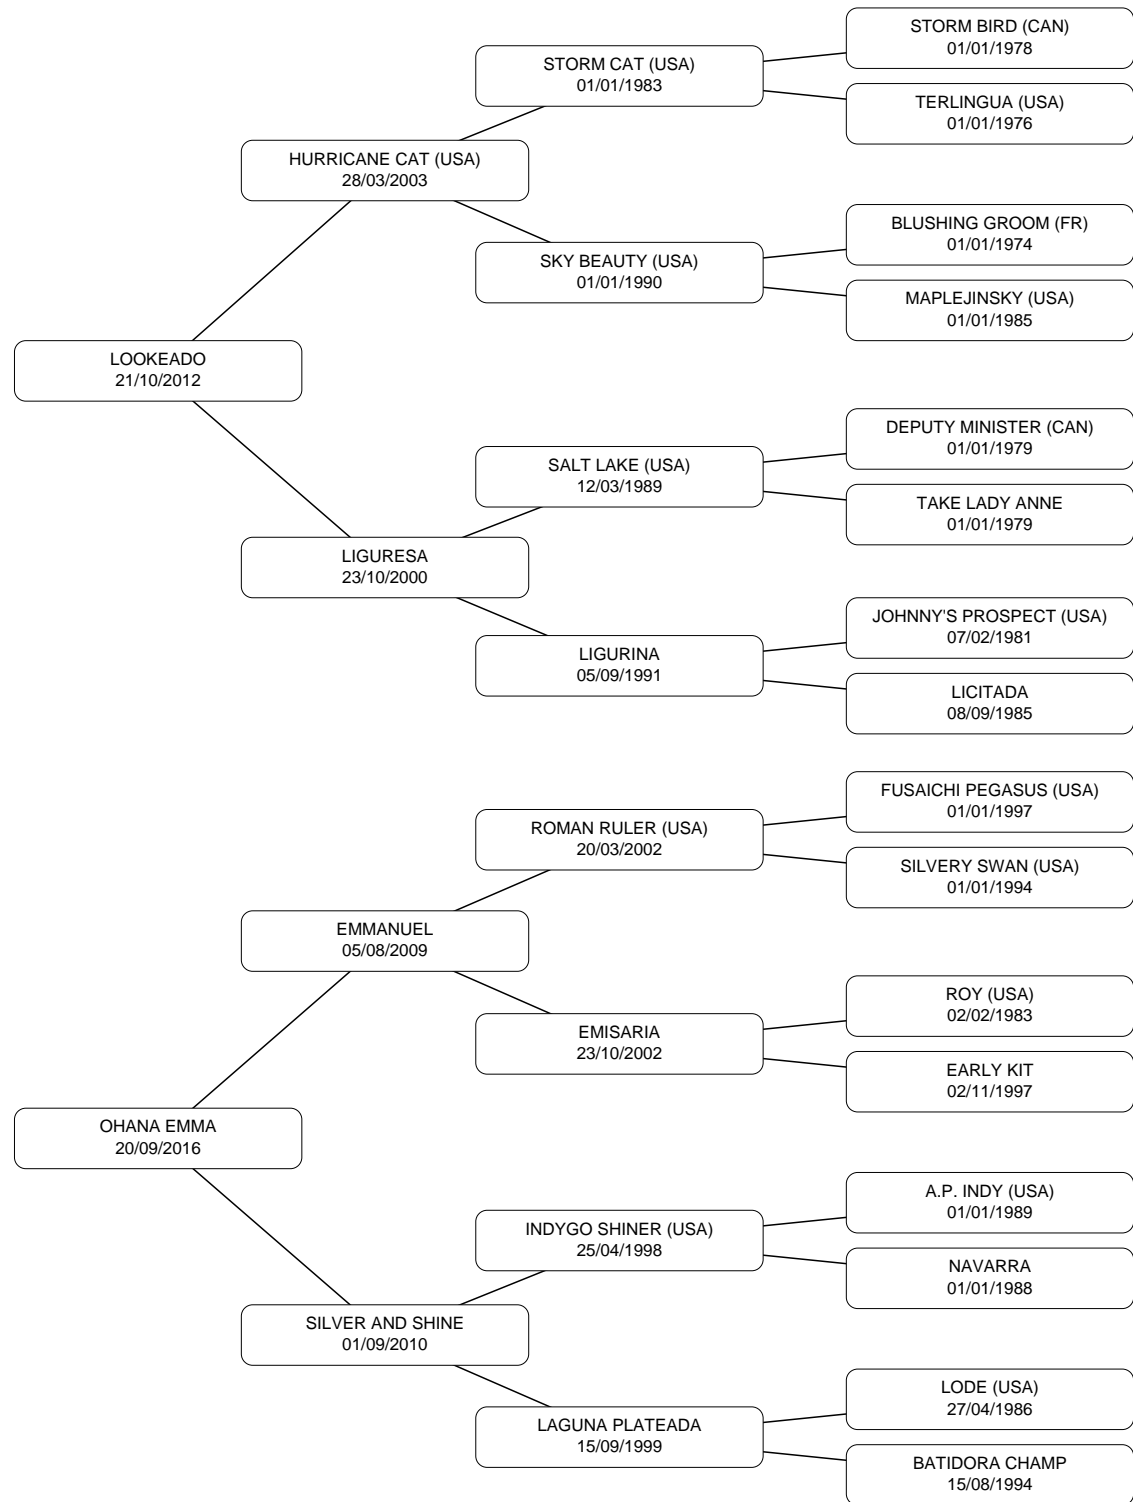 STORM BIRD (CAN)
01/01/1978
STORM CAT (USA)
01/01/1983
TERLINGUA (USA)
01/01/1976
HURRICANE CAT (USA)
28/03/2003
BLUSHING GROOM (FR)
01/01/1974
SKY BEAUTY (USA)
01/01/1990
MAPLEJINSKY (USA)
01/01/1985
LOOKEADO
21/10/2012
DEPUTY MINISTER (CAN)
01/01/1979
SALT LAKE (USA)
12/03/1989
TAKE LADY ANNE
01/01/1979
LIGURESA
23/10/2000
JOHNNY'S PROSPECT (USA)
07/02/1981
LIGURINA
05/09/1991
LICITADA
08/09/1985
FUSAICHI PEGASUS (USA)
01/01/1997
ROMAN RULER (USA)
20/03/2002
SILVERY SWAN (USA)
01/01/1994
EMMANUEL
05/08/2009
ROY (USA)
02/02/1983
EMISARIA
23/10/2002
EARLY KIT
02/11/1997
OHANA EMMA
20/09/2016
A.P. INDY (USA)
01/01/1989
INDYGO SHINER (USA)
25/04/1998
NAVARRA
01/01/1988
SILVER AND SHINE
01/09/2010
LODE (USA)
27/04/1986
LAGUNA PLATEADA
15/09/1999
BATIDORA CHAMP
15/08/1994